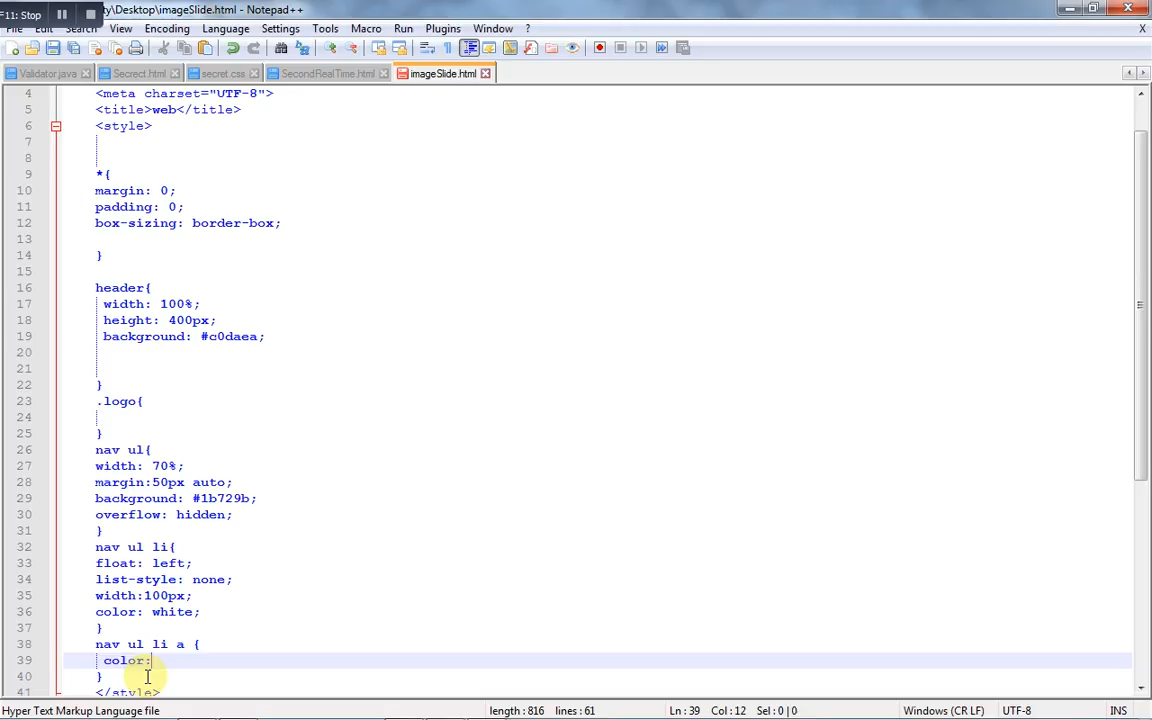 F11: Stop
ty\Desktop\imageSlide.html - Notepad++
File Edit Search View Encoding Language Settings Tools Macro Run Plugins Window ? X
Validator.java Secrect.html secret.css SecondRealTime.html imageSlide.html
4 <meta charset="UTF-8">
5 <title>web</title>
6 <style>
7
8
9 *{
10 margin: 0;
11 padding: 0;
12 box-sizing: border-box;
13
14 }
15
16 header{
17 width: 100%;
18 height: 400px;
19 background: #c0daea;
20
21
22 }
23 .logo{
24
25 }
26 nav ul{
27 width: 70%;
28 margin:50px auto;
29 background: #1b729b;
30 overflow: hidden;
31 }
32 nav ul li{
33 float: left;
34 list-style: none;
35 width:100px;
36 color: white;
37 }
38 nav ul li a {
39 color:
40 }
41 </style>
Hyper Text Markup Language file length : 816 lines : 61 Ln : 39 Col : 12 Sel : 0 | 0 Windows (CR LF) UTF-8 INS